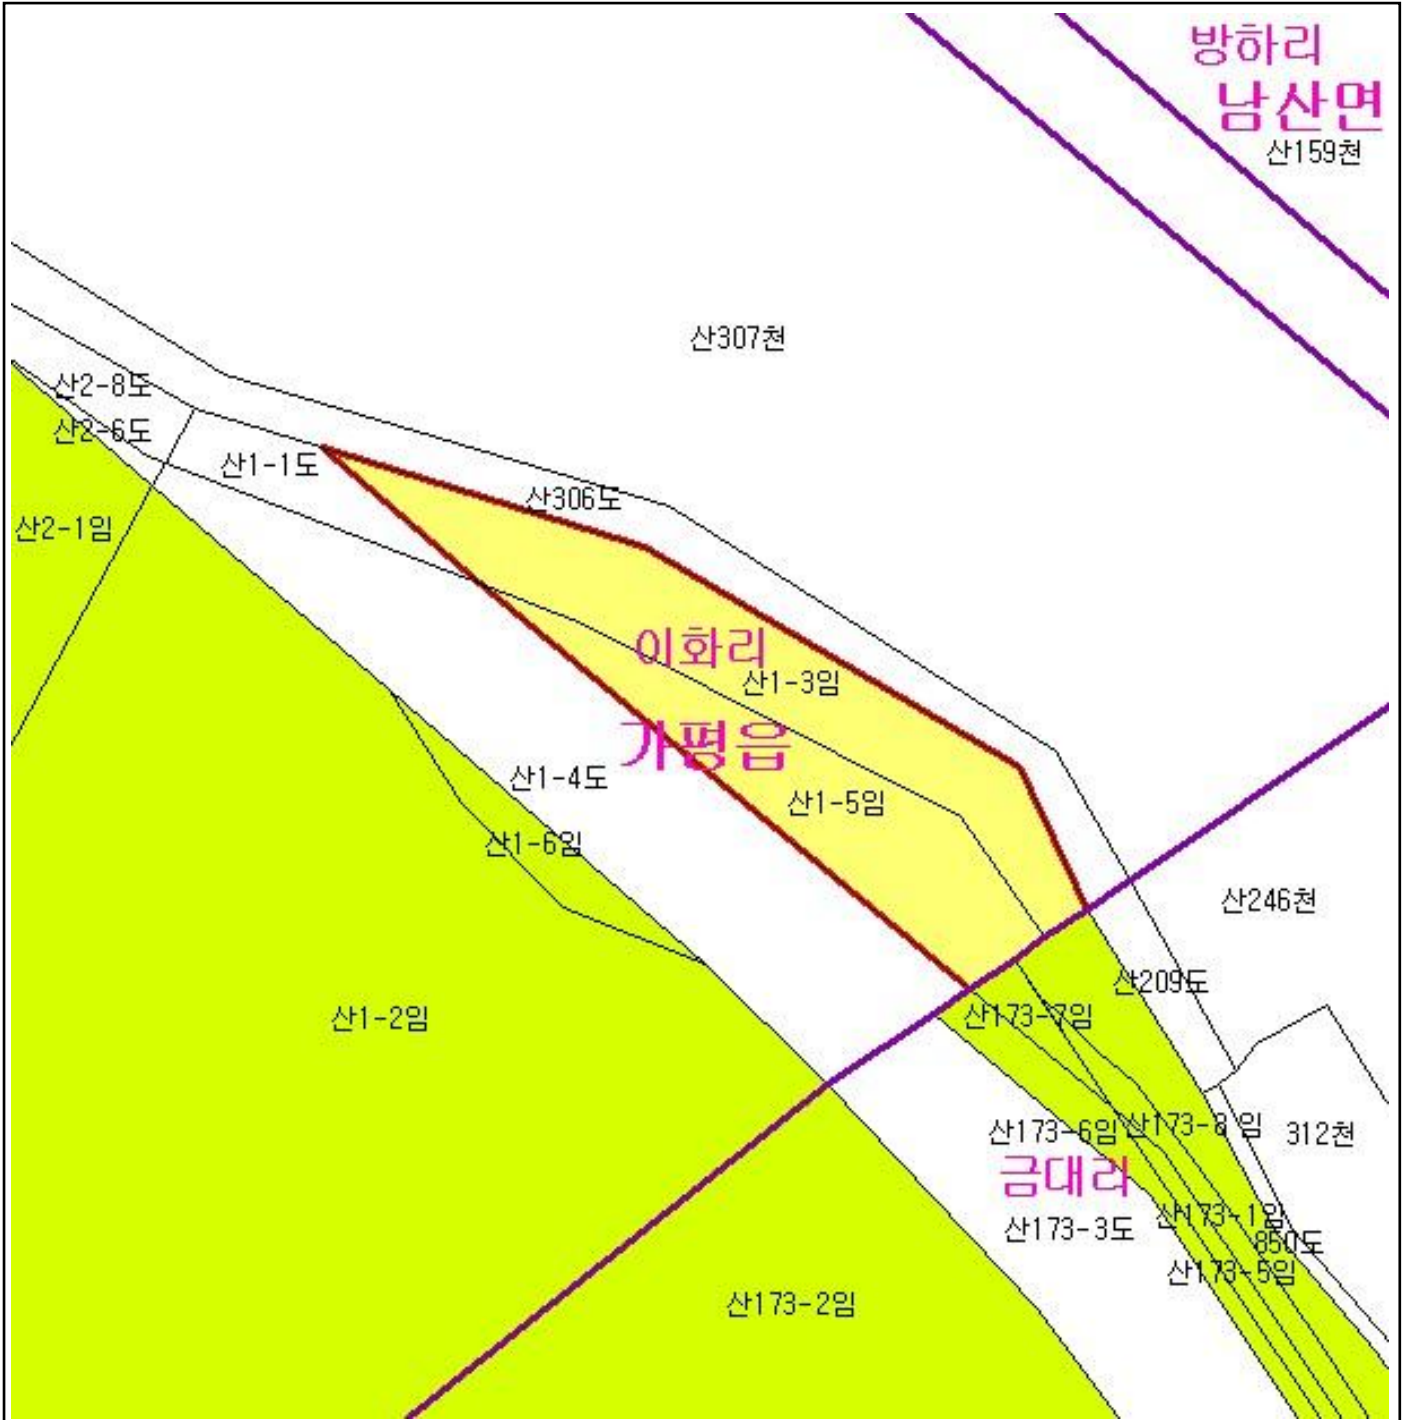 방하리
남산면
산159천
산307천
산2-8도
산2-6도
산1-1도
산306도
산2-1임
이화리
산1-3임
가평읍
산1-4도
산1-5임
산1-6임
산246천
산209도
산1-2임
산173-7임
산173-6임
산173-8임
312천
금대리
산173-1임
산173-3도
850도
산173-5임
산173-2임